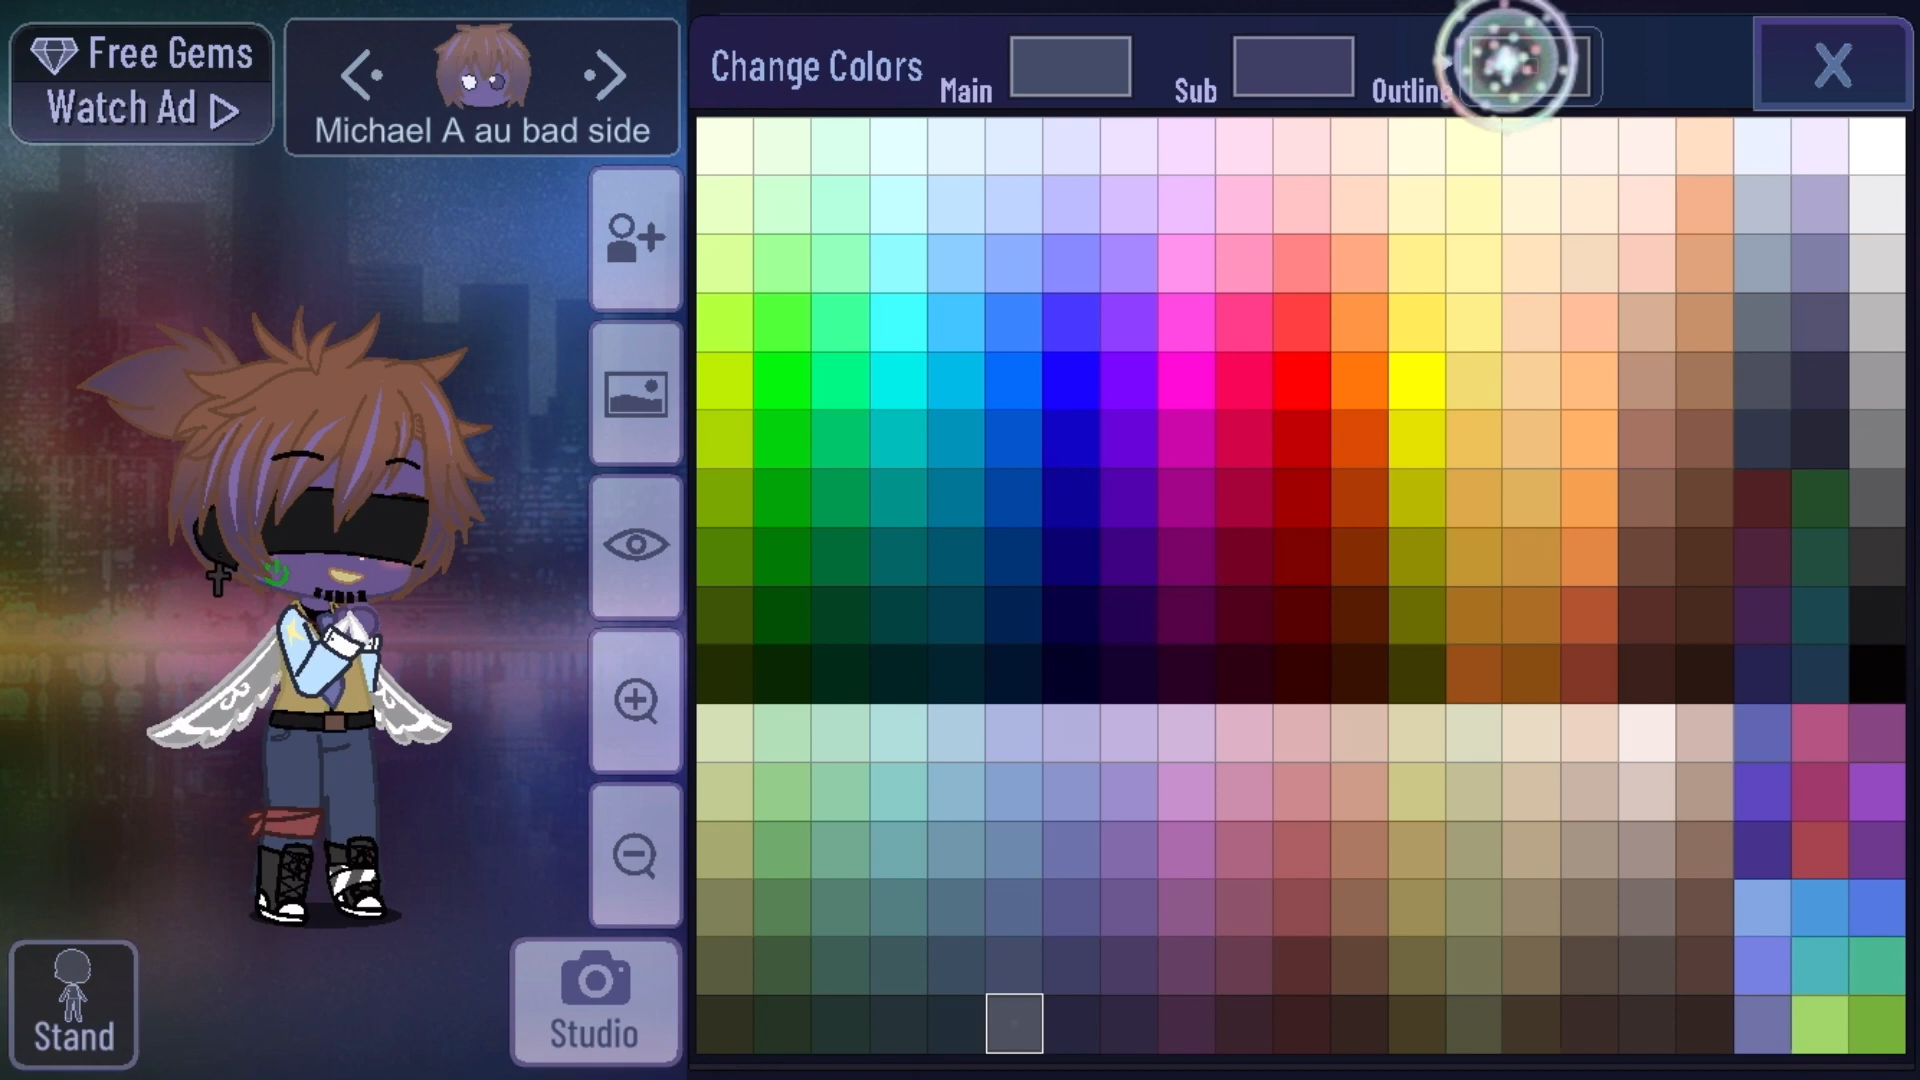 Free Gems
Watch Ad
Michael A au bad side
Change Colors
Main
Sub
Outline
X
Stand
Studio